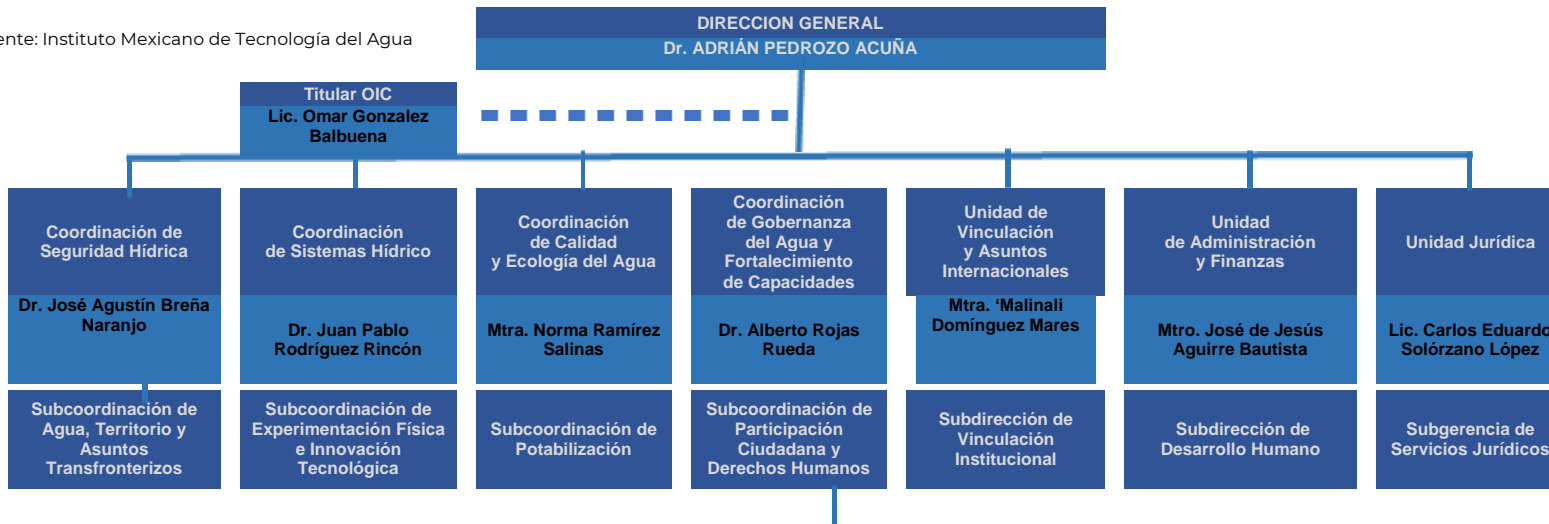 DIRECCION GENERAL
Dr. ADRIÁN PEDROZO ACUÑA
ente: Instituto Mexicano de Tecnología del Agua
Titular OIC
Lic. Omar Gonzalez
Balbuena
Coordinación de
Seguridad Hídrica
Dr. José Agustín Breña
Naranjo
Subcoordinación de
Agua, Territorio y
Asuntos
Transfronterizos
Coordinación
de Sistemas Hídrico
Dr. Juan Pablo
Rodríguez Rincón
Subcoordinación de
Experimentación Física
e Innovación
Tecnológica
Coordinación
de Calidad
y Ecología del Agua
Mtra. Norma Ramírez
Salinas
Subcoordinación de
Potabilización
Coordinación
de Gobernanza
del Agua y
Fortalecimiento
de Capacidades
Dr. Alberto Rojas
Rueda
Subcoordinación de
Participación
Ciudadana y
Derechos Humanos
Unidad de
Vinculación
y Asuntos
Internacionales
Mtra. ‘Malinali
Domínguez Mares
Subdirección de
Vinculación
Institucional
Unidad
de Administración
y Finanzas
Mtro. José de Jesús
Aguirre Bautista
Subdirección de
Desarrollo Humano
Unidad Jurídica
Lic. Carlos Eduardo
Solórzano López
Subgerencia de
Servicios Jurídicos